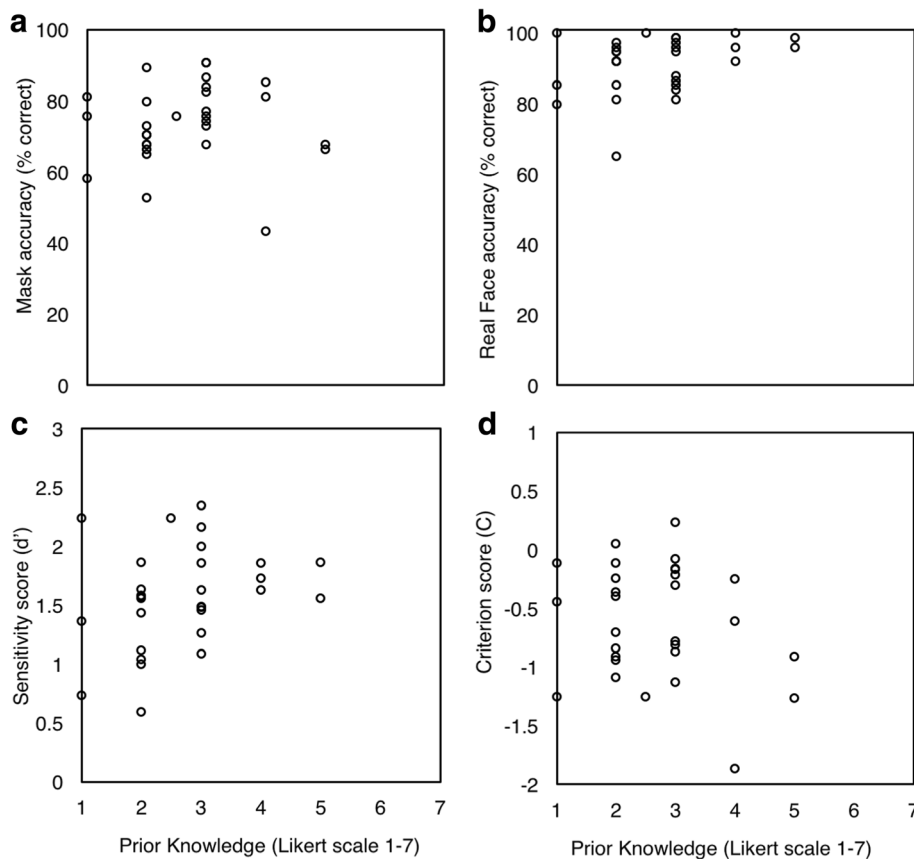 a
Mask accuracy (% correct)
100
80
60
40
20
0
b
Real Face accuracy (% correct)
100
80
60
40
20
0
c
Sensitivity score (d')
3
2.5
2
1.5
1
0.5
0
1 2 3 4 5 6 7
Prior Knowledge (Likert scale 1-7)
d
Criterion score (C)
1
0.5
0
-0.5
-1
-1.5
-2
1 2 3 4 5 6 7
Prior Knowledge (Likert scale 1-7)